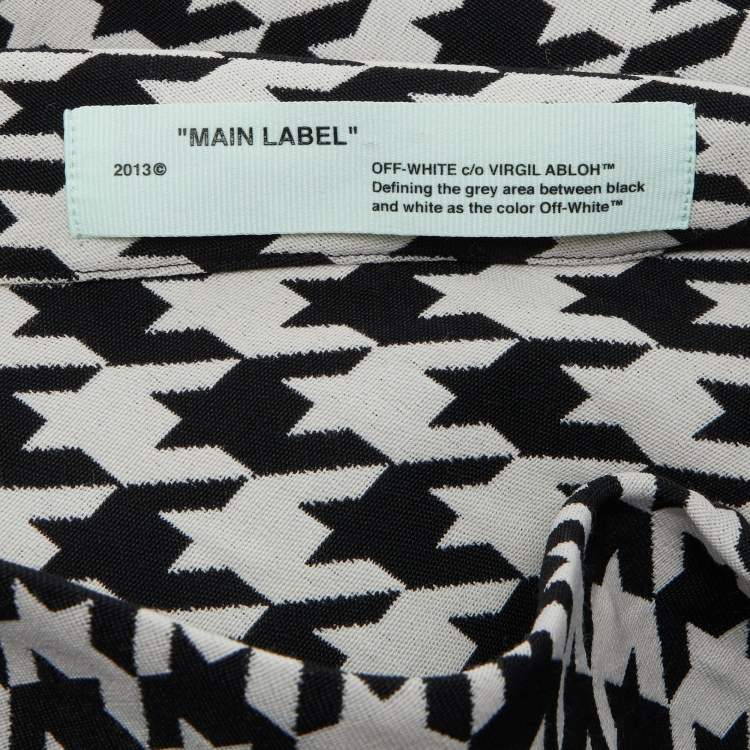 "MAIN LABEL"
2013©
OFF-WHITE c/o VIRGIL ABLOH™
Defining the grey area between black
and white as the color Off-White™